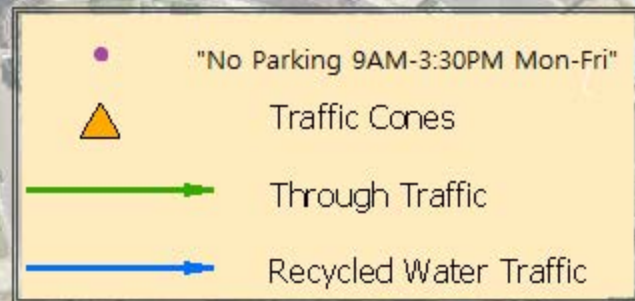 "No Parking 9AM-3:30PM Mon-Fri"
Traffic Cones
Through Traffic
Recycled Water Traffic